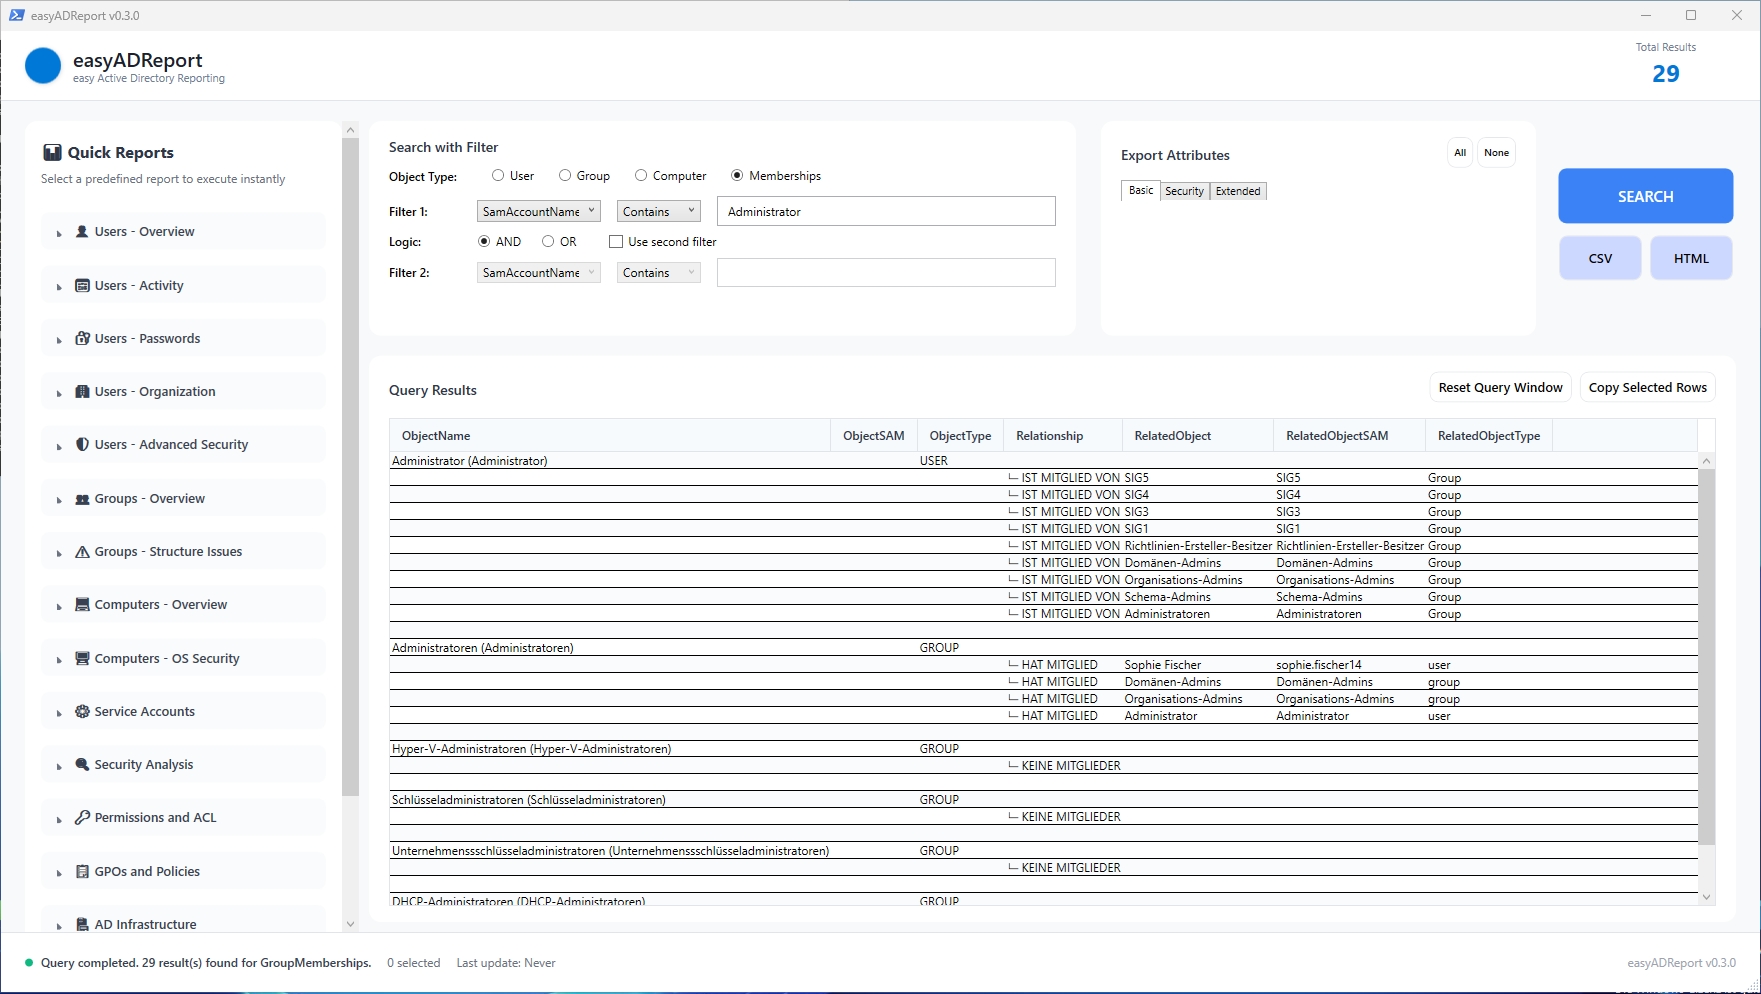 easyADReport v0.3.0
easyADReport
easy Active Directory Reporting
Total Results
29
Quick Reports
Select a predefined report to execute instantly
Users - Overview
Users - Activity
Users - Passwords
Users - Organization
Users - Advanced Security
Groups - Overview
Groups - Structure Issues
Computers - Overview
Computers - OS Security
Service Accounts
Security Analysis
Permissions and ACL
GPOs and Policies
AD Infrastructure
Search with Filter
Object Type: User Group Computer Memberships
Filter 1: SamAccountName Contains Administrator
Logic: AND OR Use second filter
Filter 2: SamAccountName Contains
Export Attributes
All None
Basic Security Extended
SEARCH
CSV HTML
Query Results
Reset Query Window Copy Selected Rows
ObjectName ObjectSAM ObjectType Relationship RelatedObject RelatedObjectSAM RelatedObjectType
Administrator (Administrator) USER
└─ IST MITGLIED VON SIG5 SIG5 Group
└─ IST MITGLIED VON SIG4 SIG4 Group
└─ IST MITGLIED VON SIG3 SIG3 Group
└─ IST MITGLIED VON SIG1 SIG1 Group
└─ IST MITGLIED VON Richtlinien-Ersteller-Besitzer Richtlinien-Ersteller-Besitzer Group
└─ IST MITGLIED VON Domänen-Admins Domänen-Admins Group
└─ IST MITGLIED VON Organisations-Admins Organisations-Admins Group
└─ IST MITGLIED VON Schema-Admins Schema-Admins Group
└─ IST MITGLIED VON Administratoren Administratoren Group
Administratoren (Administratoren) GROUP
└─ HAT MITGLIED Sophie Fischer sophie.fischer14 user
└─ HAT MITGLIED Domänen-Admins Domänen-Admins group
└─ HAT MITGLIED Organisations-Admins Organisations-Admins group
└─ HAT MITGLIED Administrator Administrator user
Hyper-V-Administratoren (Hyper-V-Administratoren) GROUP
└─ KEINE MITGLIEDER
Schlüsseladministratoren (Schlüsseladministratoren) GROUP
└─ KEINE MITGLIEDER
Unternehmenssschlüsseladministratoren (Unternehmenssschlüsseladministratoren) GROUP
└─ KEINE MITGLIEDER
DHCP-Administratoren (DHCP-Administratoren) GROUP
Query completed. 29 result(s) found for GroupMemberships. 0 selected Last update: Never
easyADReport v0.3.0